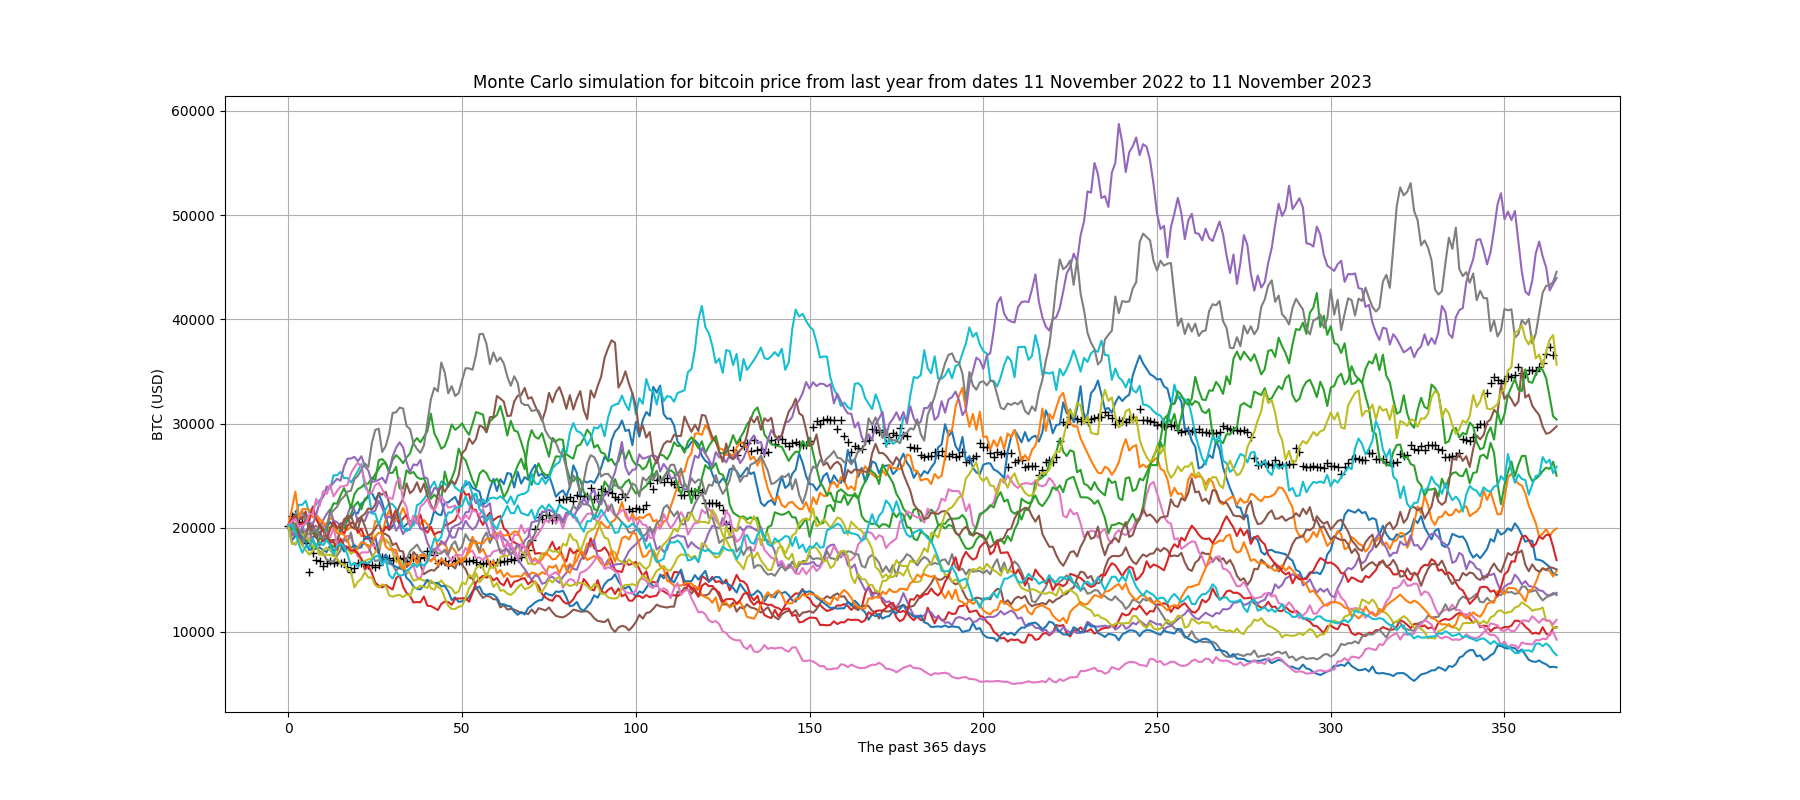 Monte Carlo simulation for bitcoin price from last year from dates 11 November 2022 to 11 November 2023
60000
50000
40000
30000
20000
10000
BTC (USD)
0 50 100 150 200 250 300 350
The past 365 days